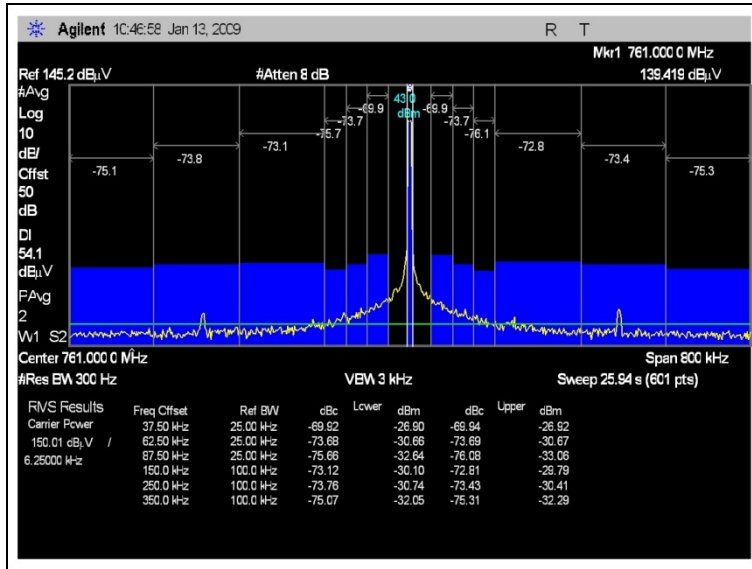 Agilent 10:46:58 Jan 13, 2009 R T
Mkr1 761.000 0 MHz
Ref 145.2 dBµV #Atten 8 dB 139.419 dBµV
#Avg
Log
10
dB/
Offst
50
dB
DI
54.1
dBµV
PAvg
2
W1 S2
-75.1 -73.8 -73.1 -75.7 -73.7 -69.9 43.0 dBm -69.9 -73.7 -76.1 -72.8 -73.4 -75.3
Center 761.000 0 MHz Span 800 kHz
#Res BW 300 Hz VBW 3 kHz Sweep 25.94 s (601 pts)
RMS Results Freq Offset Ref BW dBc Lower dBm dBc Upper dBm
Carrier Power 37.50 kHz 25.00 kHz -69.92 -26.90 -69.94 -26.92
150.01 dBµV / 62.50 kHz 25.00 kHz -73.68 -30.66 -73.69 -30.67
6.25000 kHz 87.50 kHz 25.00 kHz -75.66 -32.64 -76.08 -33.06
150.0 kHz 100.0 kHz -73.12 -30.10 -72.81 -29.79
250.0 kHz 100.0 kHz -73.76 -30.74 -73.43 -30.41
350.0 kHz 100.0 kHz -75.07 -32.05 -75.31 -32.29